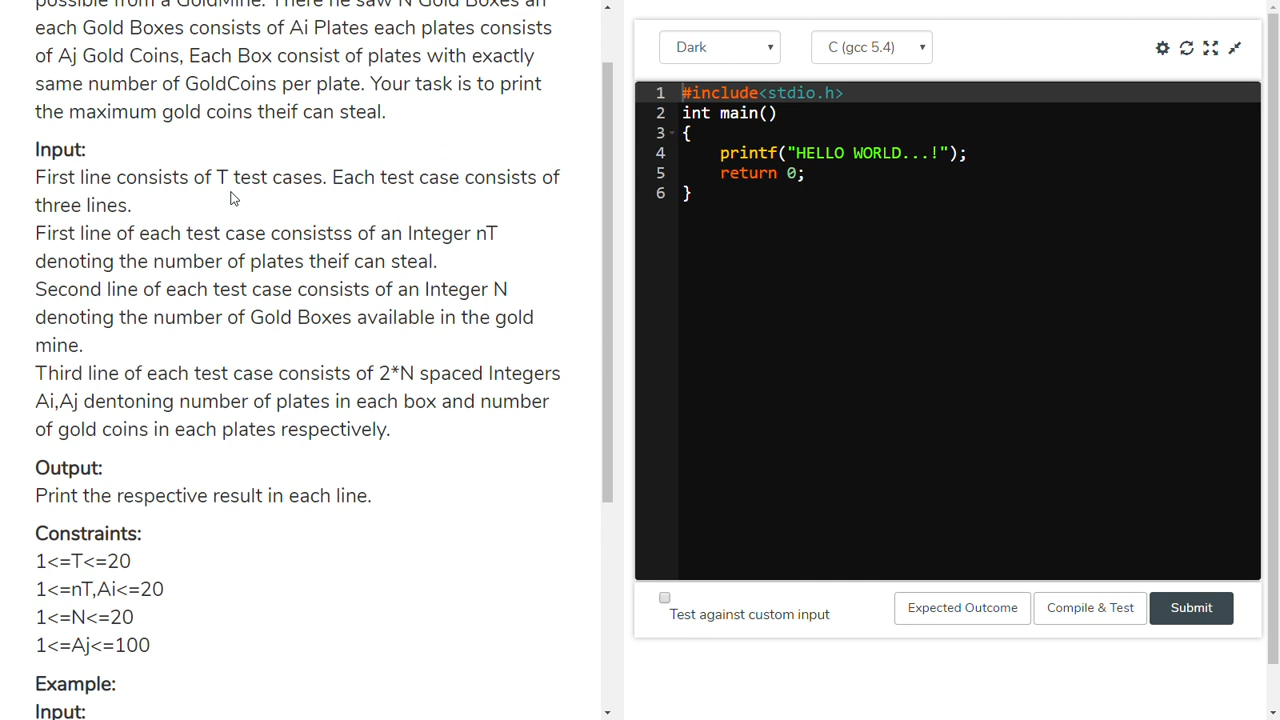 possible from a GoldMine. There he saw N Gold Boxes an
each Gold Boxes consists of Ai Plates each plates consists
of Aj Gold Coins, Each Box consist of plates with exactly
same number of GoldCoins per plate. Your task is to print
the maximum gold coins theif can steal.
Input:
First line consists of T test cases. Each test case consists of
three lines.
First line of each test case consistss of an Integer nT
denoting the number of plates theif can steal.
Second line of each test case consists of an Integer N
denoting the number of Gold Boxes available in the gold
mine.
Third line of each test case consists of 2*N spaced Integers
Ai,Aj dentoning number of plates in each box and number
of gold coins in each plates respectively.
Output:
Print the respective result in each line.
Constraints:
1<=T<=20
1<=nT,Ai<=20
1<=N<=20
1<=Aj<=100
Example:
Input:
Dark
C (gcc 5.4)
1 #include<stdio.h>
2 int main()
3 {
4 printf("HELLO WORLD...!");
5 return 0;
6 }
Test against custom input
Expected Outcome
Compile & Test
Submit